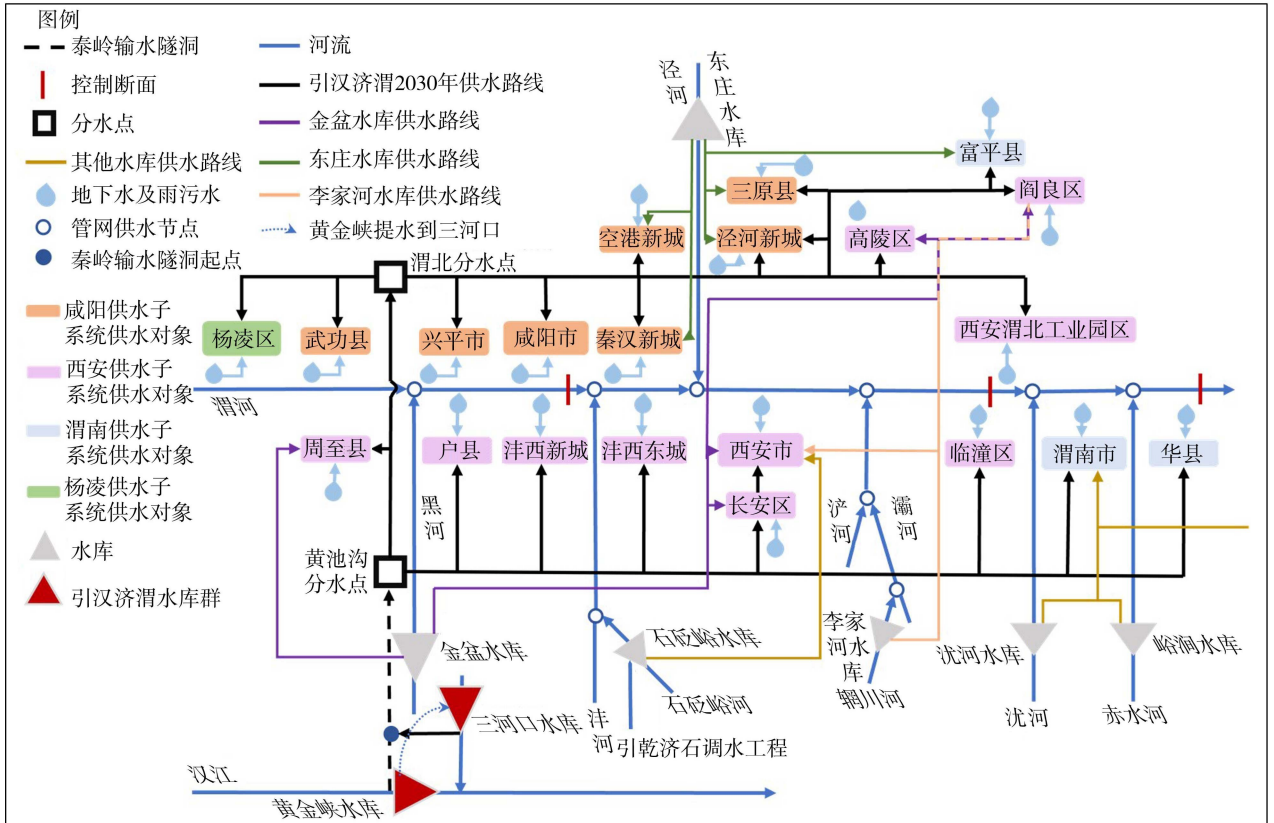 图例
泰岭输水隧洞
河流
控制断面
引汉济渭2030年供水路线
分水点
金盆水库供水路线
其他水库供水路线
东庄水库供水路线
地下水及雨污水
李家河水库供水路线
管网供水节点
黄金峡提水到三河口
秦岭输水隧洞起点
咸阳供水子
系统供水对象
西安供水子
系统供水对象
渭南供水子
系统供水对象
杨凌供水子
系统供水对象
水库
引汉济渭水库群
泾河
东庄水库
富平县
三原县
阎良区
空港新城
泾河新城
高陵区
渭北分水点
杨凌区
武功县
兴平市
咸阳市
秦汉新城
西安渭北工业园区
渭河
周至县
户县
沣西新城
沣西东城
西安市
临潼区
渭南市
华县
长安区
黑河
浐河
灞河
黄池沟
分水点
金盆水库
石砭峪水库
李家河水库
沋河水库
峪涧水库
三河口水库
沣河
石砭峪河
辋川河
沋河
赤水河
引乾济石调水工程
汉江
黄金峡水库